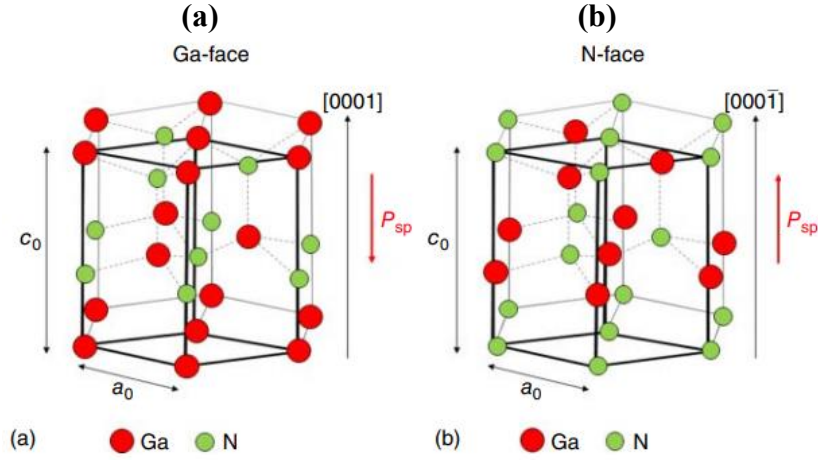 (a)
Ga-face
[0001]
c₀
Pₛₚ
a₀
(a) Ga N
(b)
N-face
[0001̄]
c₀
Pₛₚ
a₀
(b) Ga N